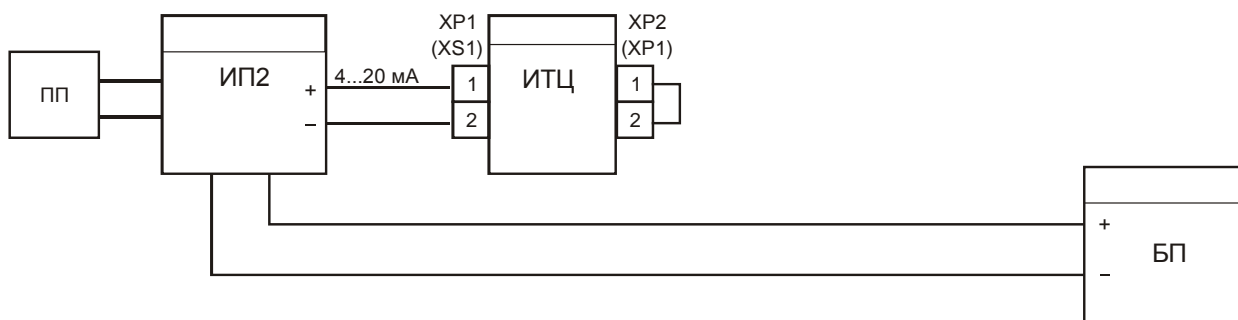 XP1
XP2
(XS1)
(XP1)
ПП
ИП2
4...20 мА
+
−
1
2
ИТЦ
1
2
+
−
БП